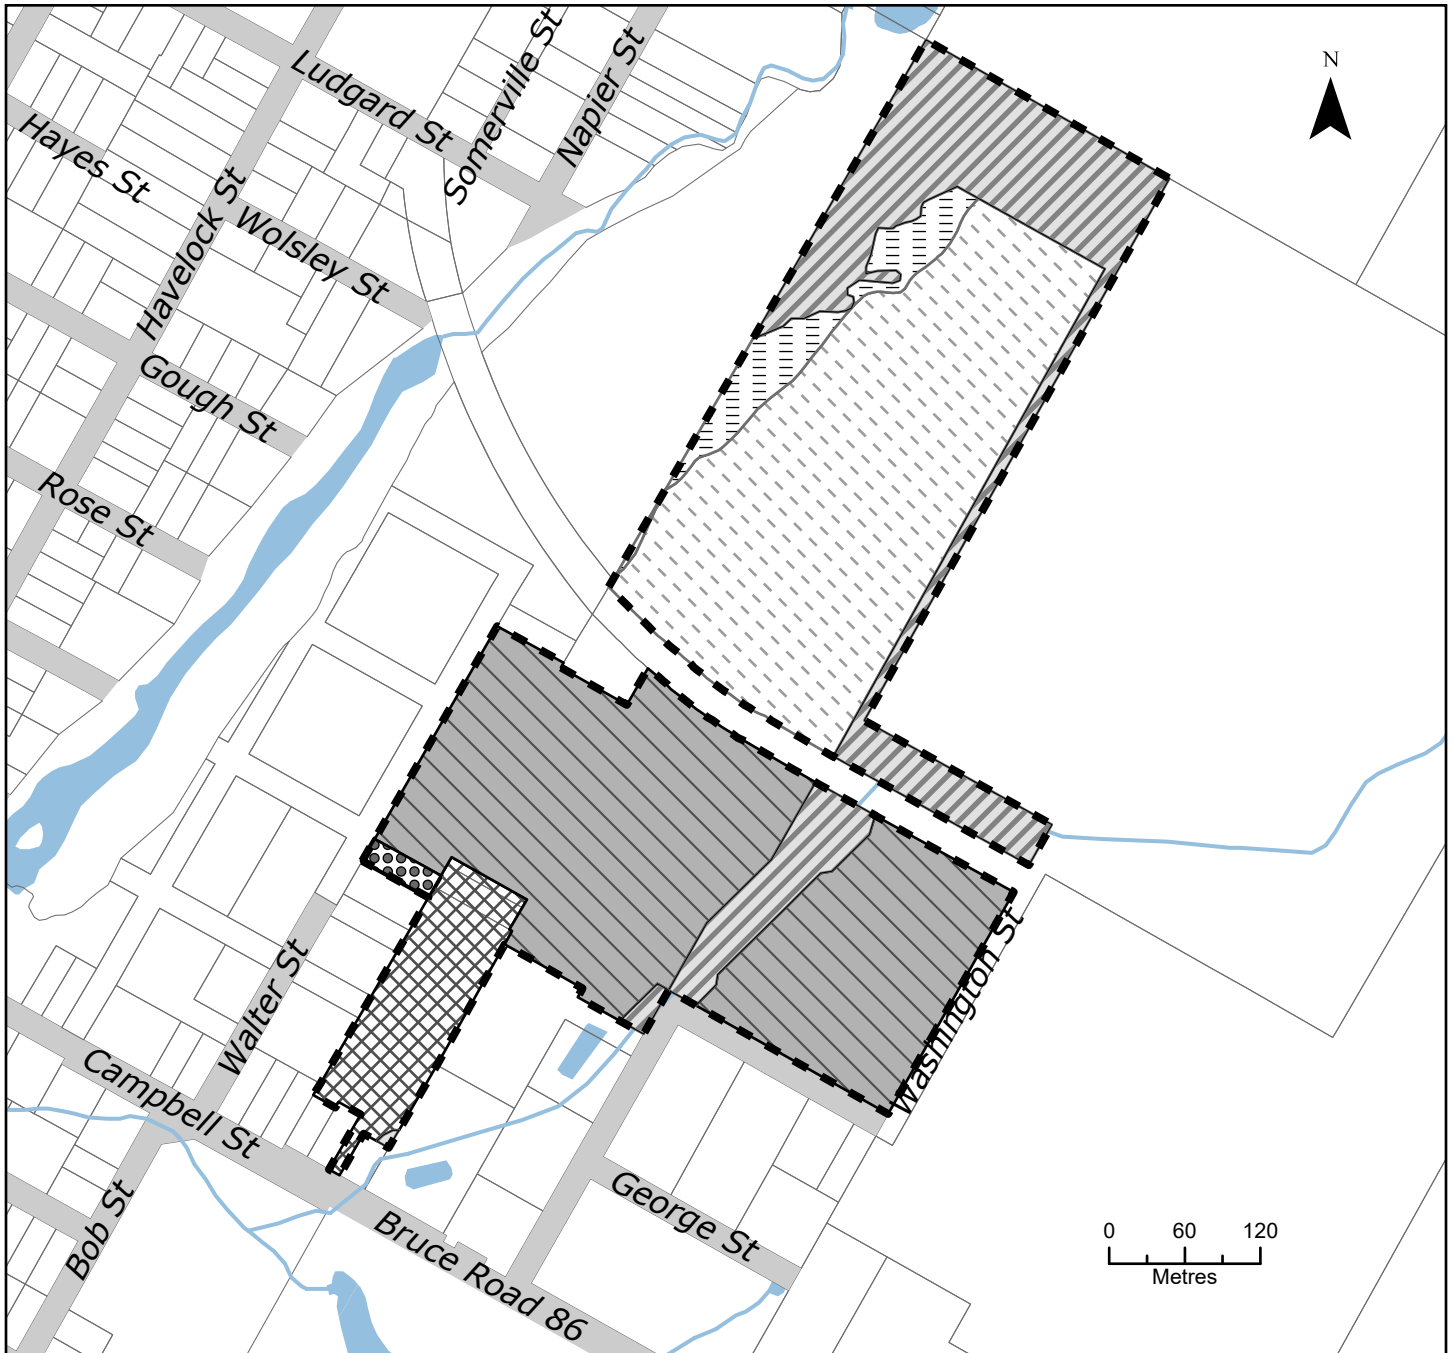 N
Ludgard St
Somerville St
Napier St
Hayes St
Havelock St
Wolsley St
Gough St
Rose St
Walter St
Washington St
Campbell St
Bob St
George St
Bruce Road 86
0 60 120
Metres